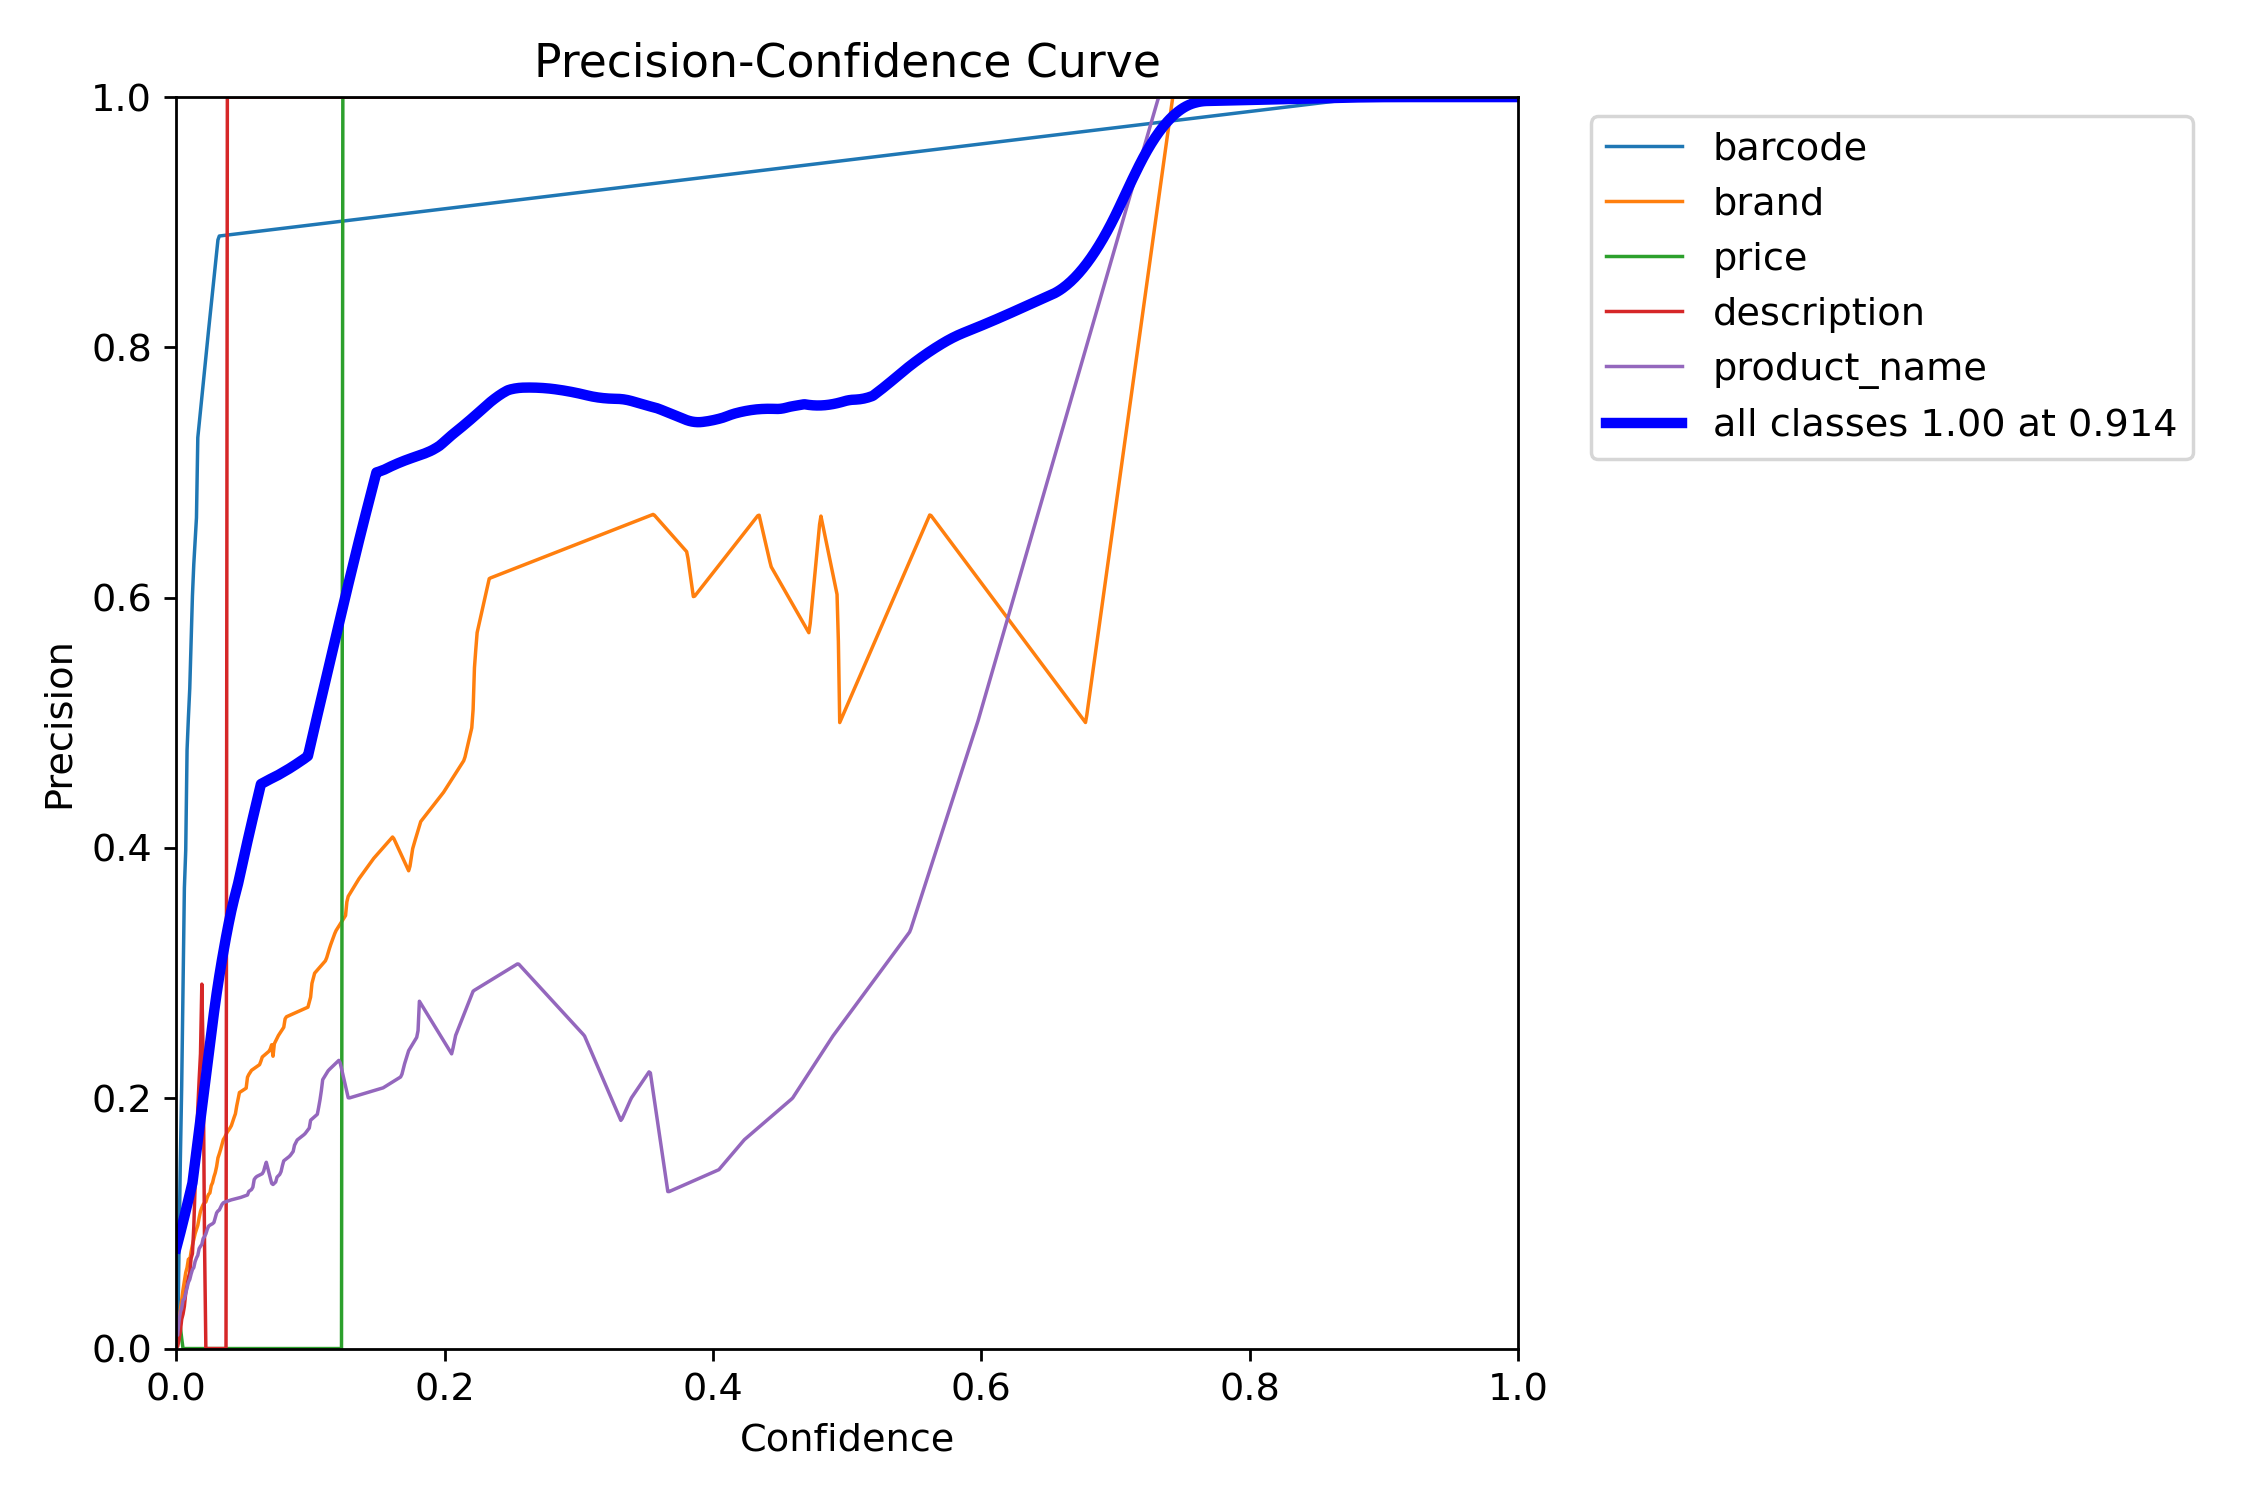 Precision-Confidence Curve
1.0
0.8
0.6
0.4
0.2
0.0
Precision
0.0 0.2 0.4 0.6 0.8 1.0
Confidence
barcode
brand
price
description
product_name
all classes 1.00 at 0.914